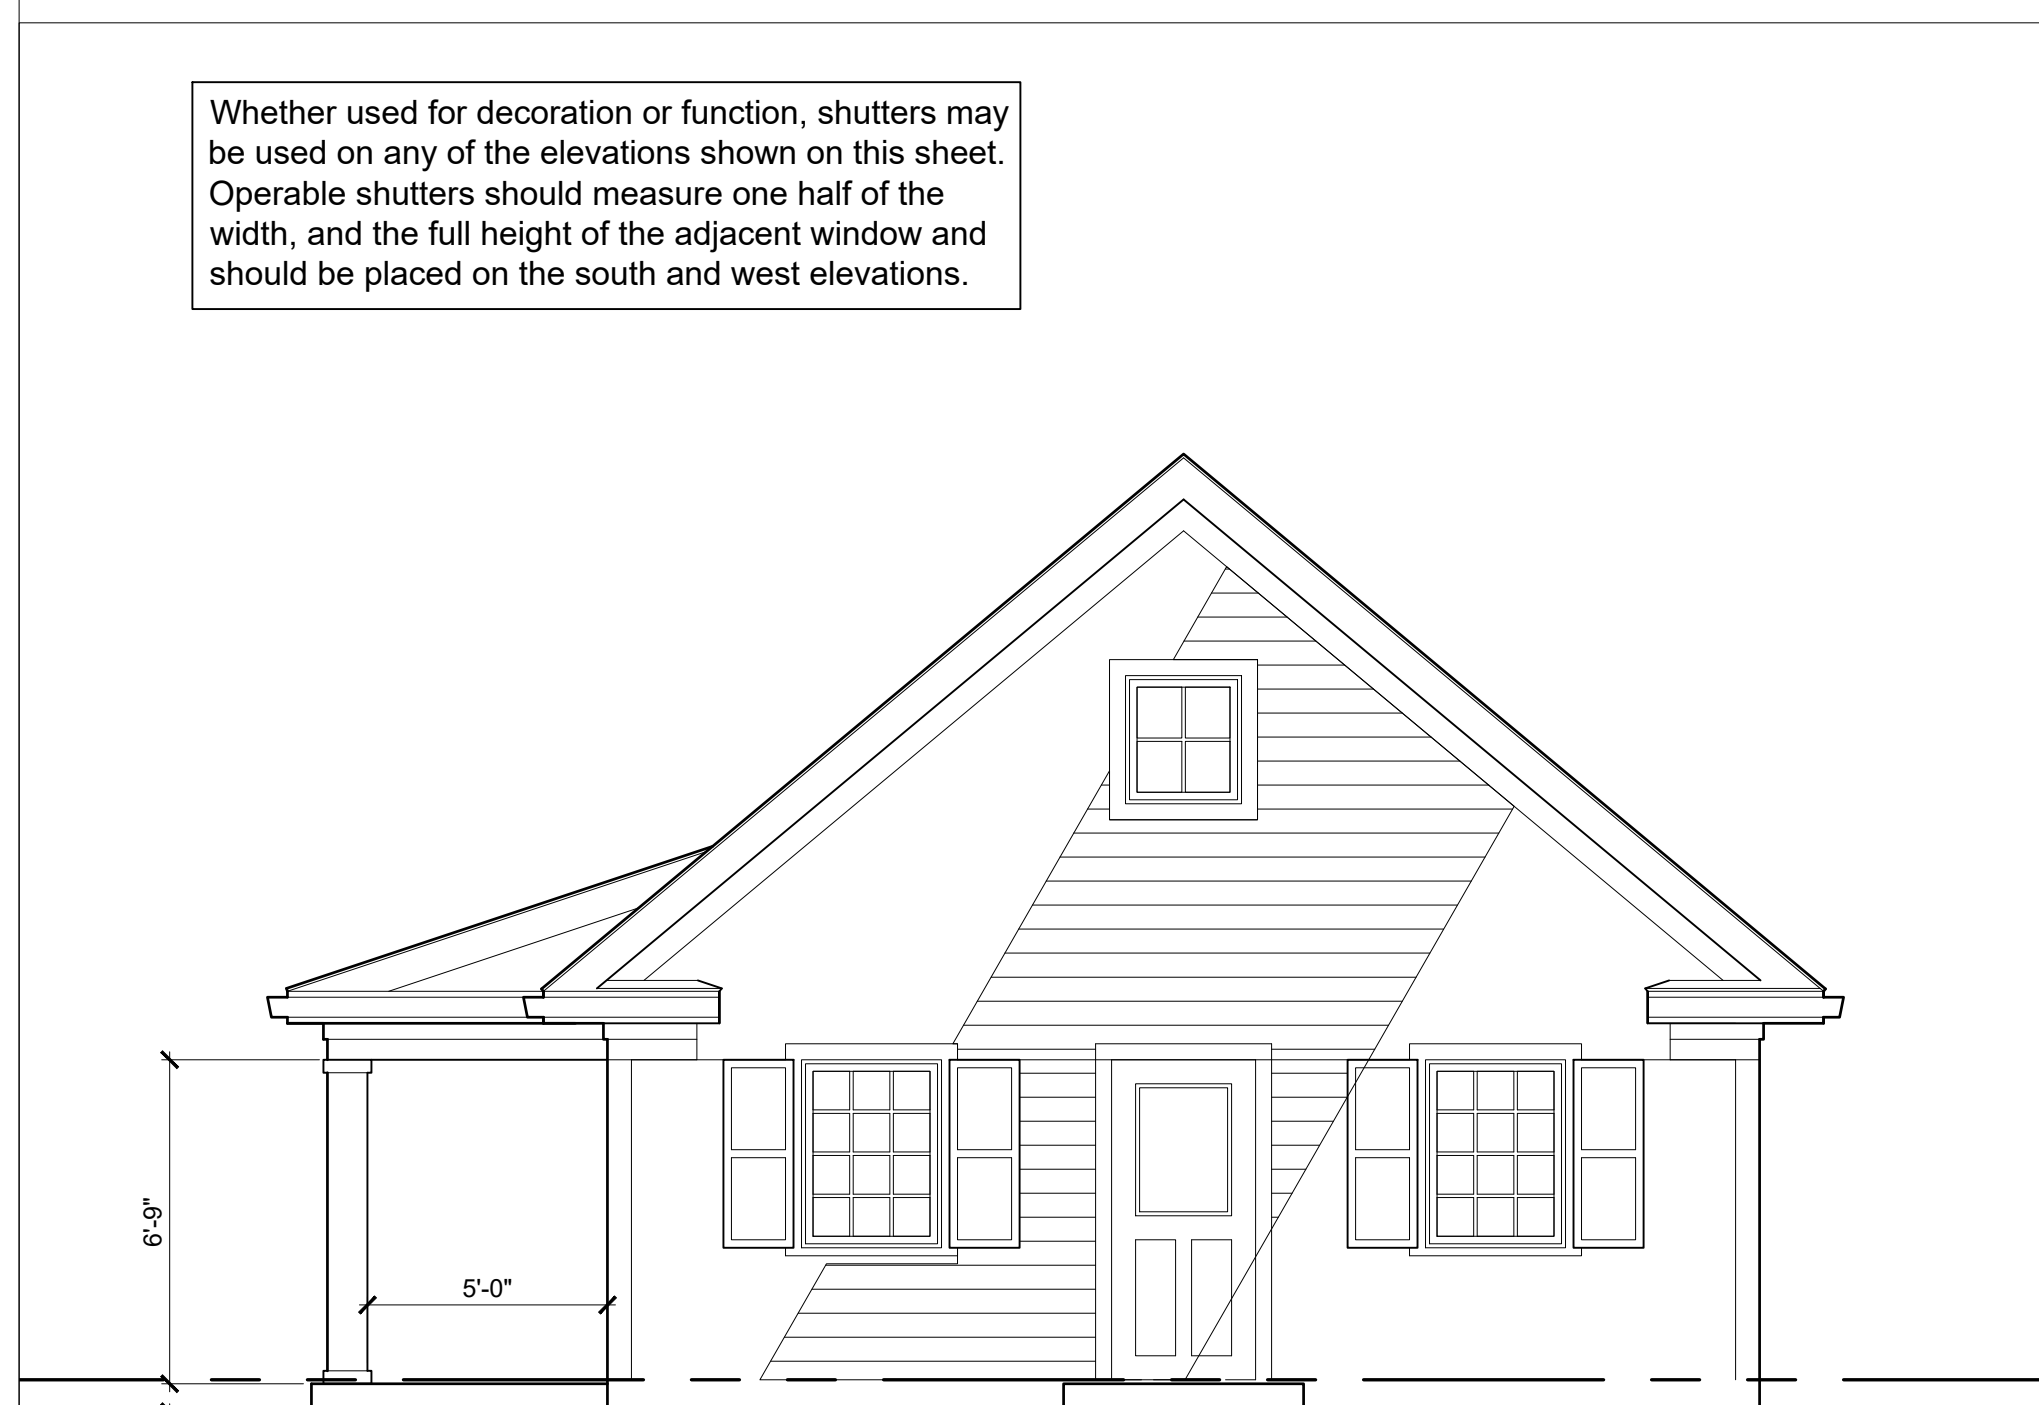 Whether used for decoration or function, shutters may
be used on any of the elevations shown on this sheet.
Operable shutters should measure one half of the
width, and the full height of the adjacent window and
should be placed on the south and west elevations.
6'-9"
5'-0"